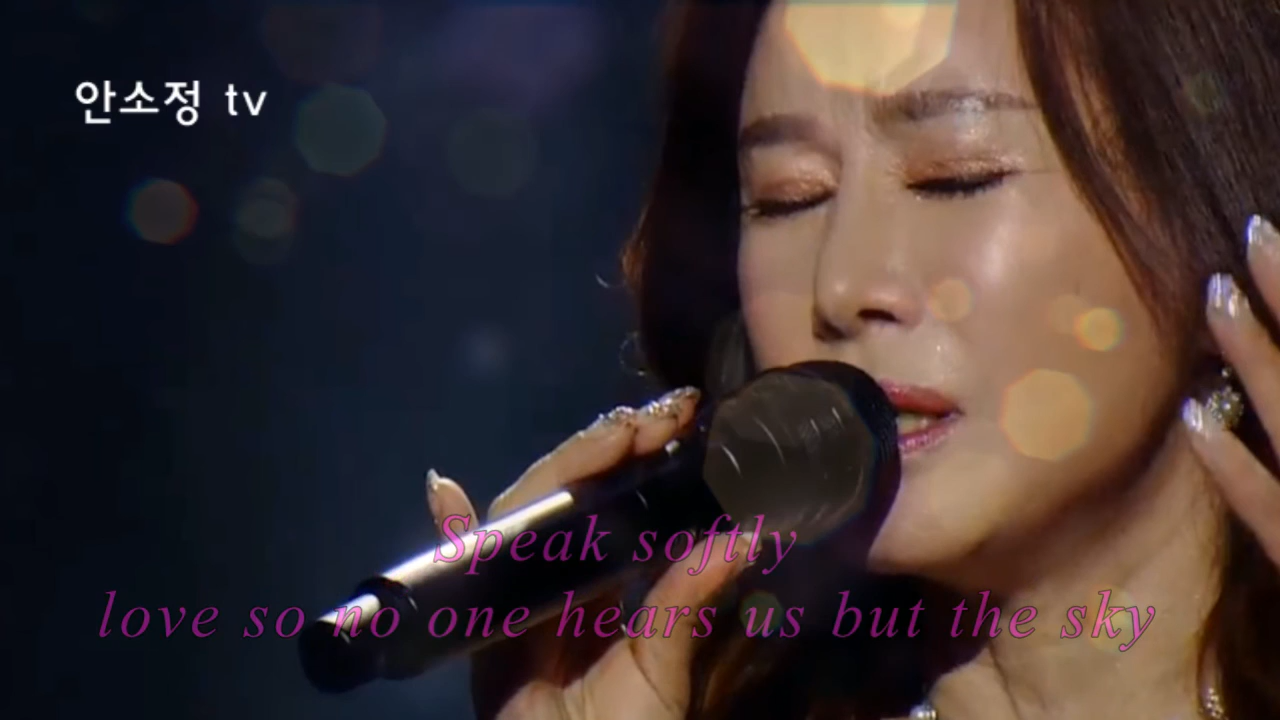 안소정 tv
Speak softly
love so no one hears us but the sky